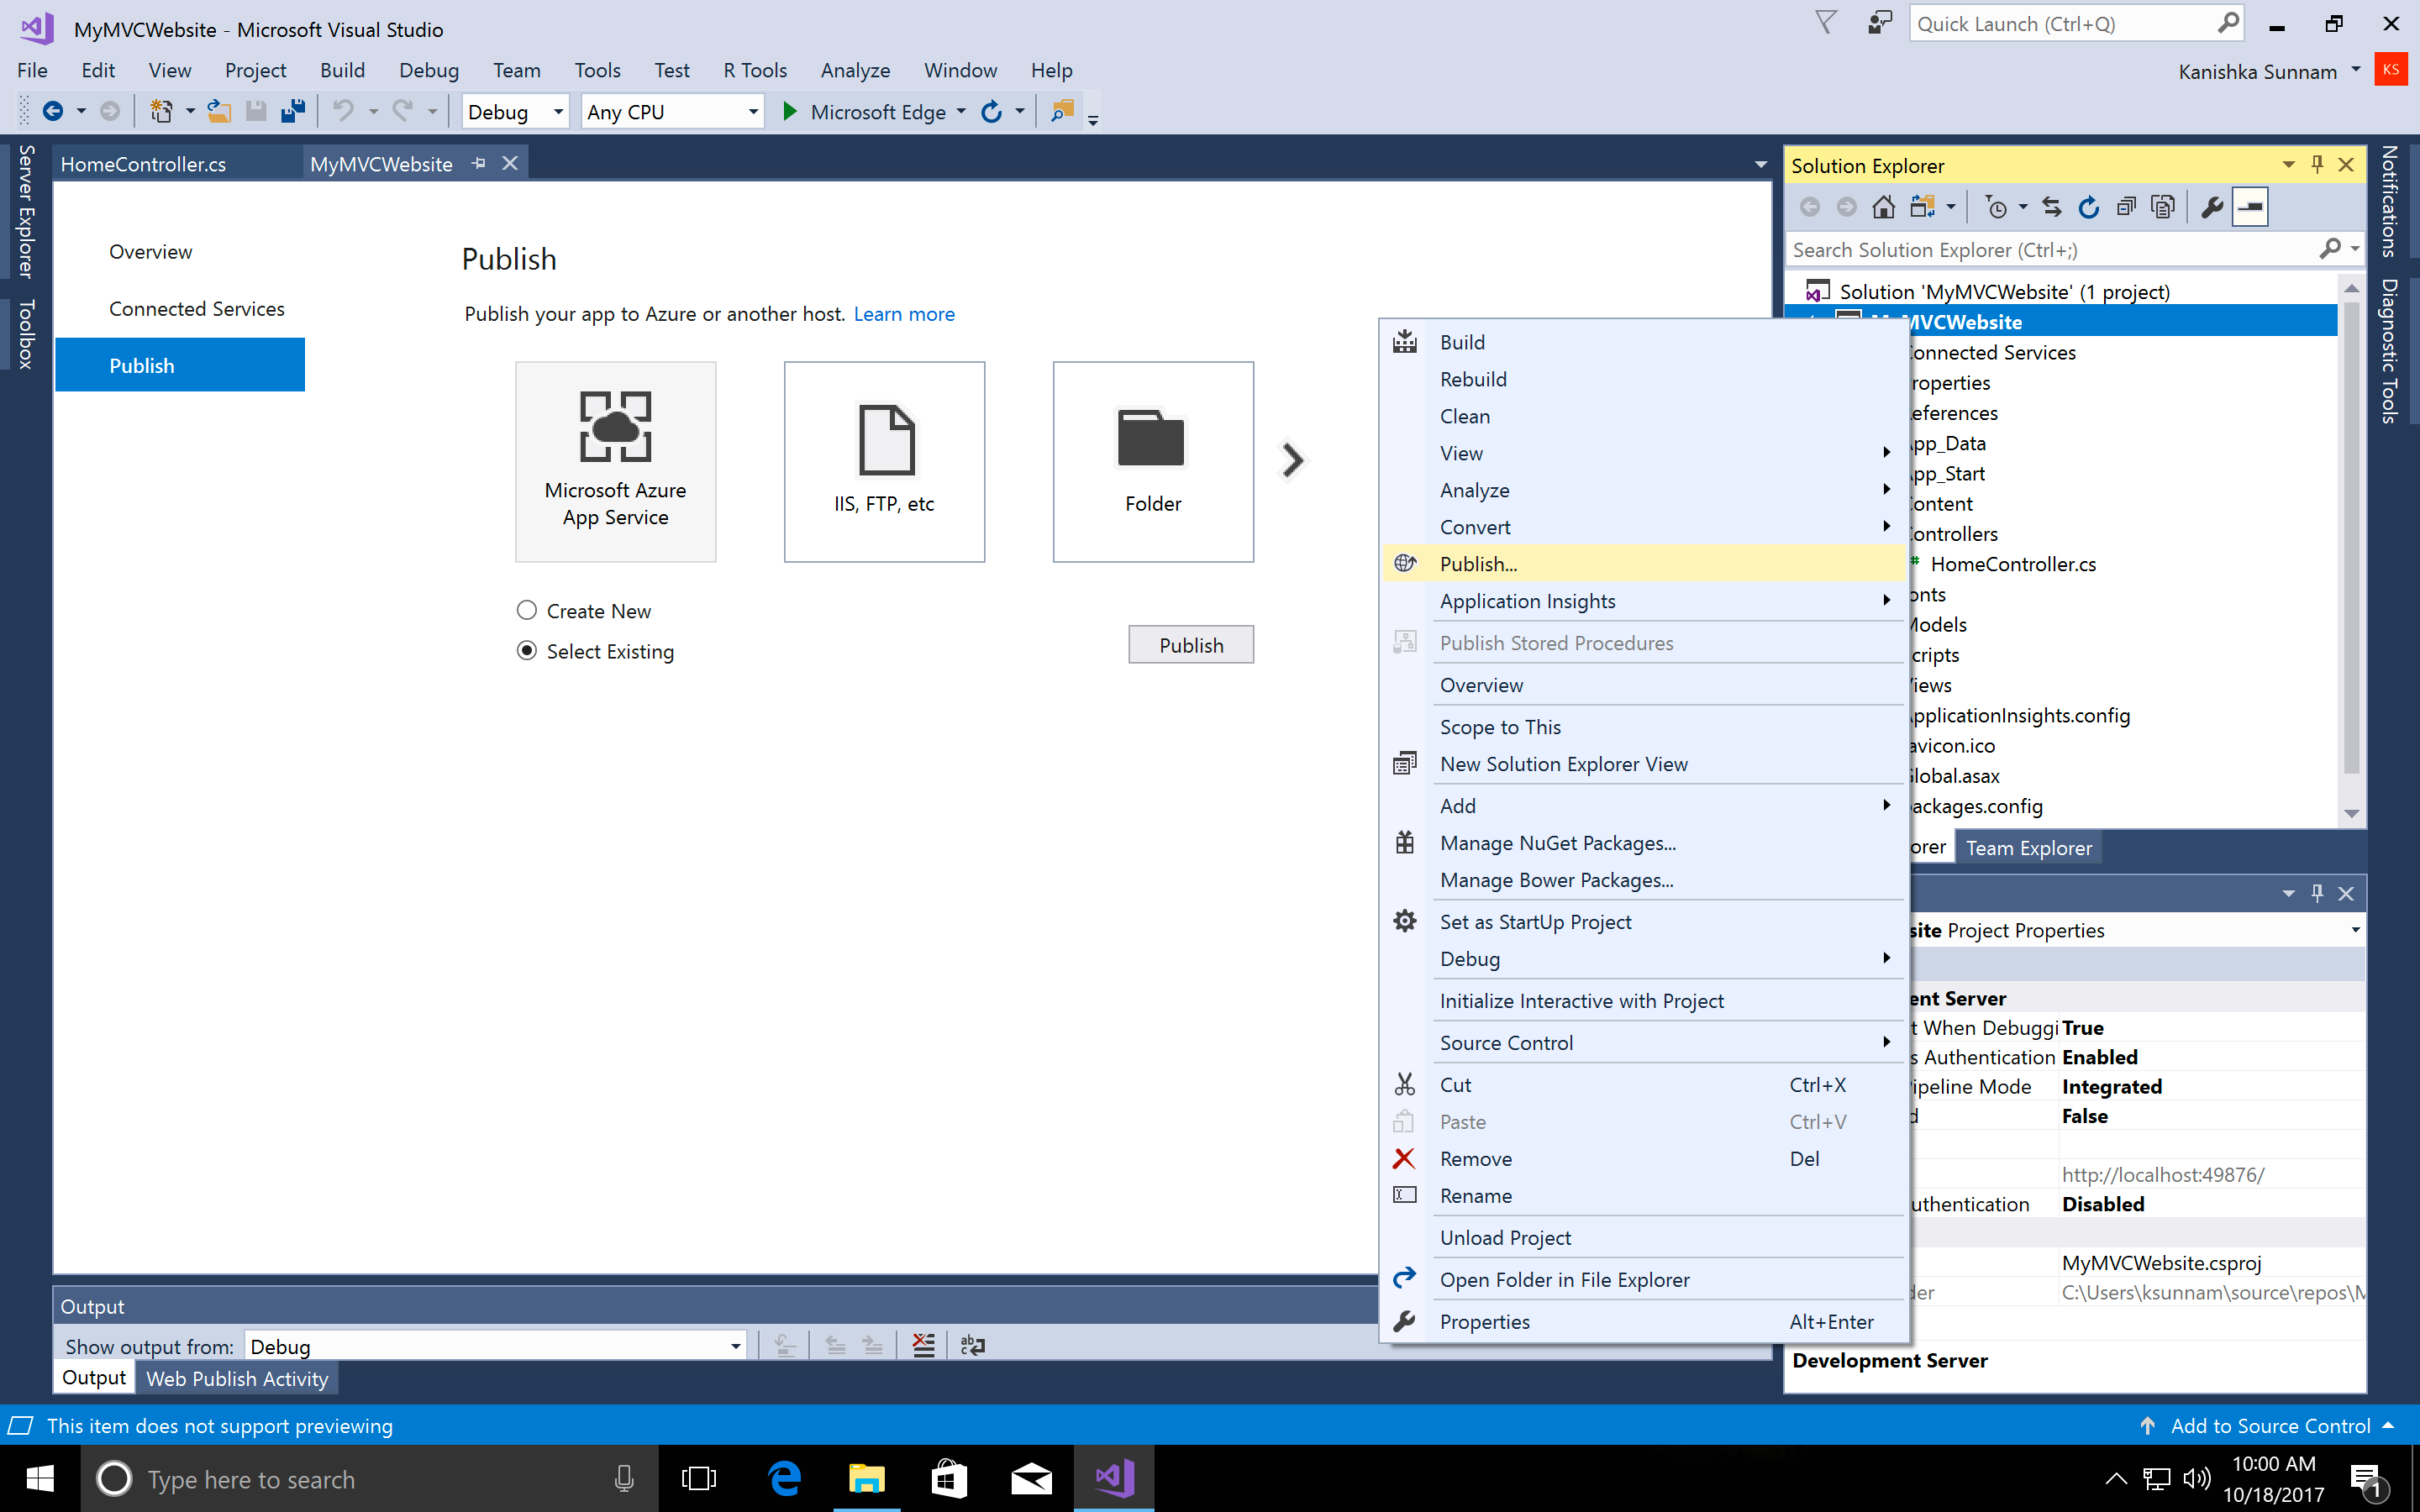 MyMVCWebsite - Microsoft Visual Studio
Quick Launch (Ctrl+Q)
File Edit View Project Build Debug Team Tools Test R Tools Analyze Window Help
Kanishka Sunnam
KS
Debug
Any CPU
Microsoft Edge
Server Explorer
Toolbox
HomeController.cs
MyMVCWebsite
Overview
Connected Services
Publish
Publish
Publish your app to Azure or another host. Learn more
Microsoft Azure
App Service
IIS, FTP, etc
Folder
Create New
Select Existing
Publish
Build
Rebuild
Clean
View
Analyze
Convert
Publish...
Application Insights
Publish Stored Procedures
Overview
Scope to This
New Solution Explorer View
Add
Manage NuGet Packages...
Manage Bower Packages...
Set as StartUp Project
Debug
Initialize Interactive with Project
Source Control
Cut Ctrl+X
Paste Ctrl+V
Remove Del
Rename
Unload Project
Open Folder in File Explorer
Properties Alt+Enter
Solution Explorer
Search Solution Explorer (Ctrl+;)
Solution 'MyMVCWebsite' (1 project)
MVCWebsite
onnected Services
roperties
eferences
pp_Data
pp_Start
ontent
ontrollers
HomeController.cs
onts
Models
cripts
iews
pplicationInsights.config
avicon.ico
Global.asax
packages.config
orer
Team Explorer
site Project Properties
ent Server
t When Debuggi True
s Authentication Enabled
ipeline Mode Integrated
d False
http://localhost:49876/
uthentication Disabled
MyMVCWebsite.csproj
der C:\Users\ksunnam\source\repos\M
Development Server
Notifications
Diagnostic Tools
Output
Show output from: Debug
Output
Web Publish Activity
This item does not support previewing
Add to Source Control
Type here to search
10:00 AM
10/18/2017
1